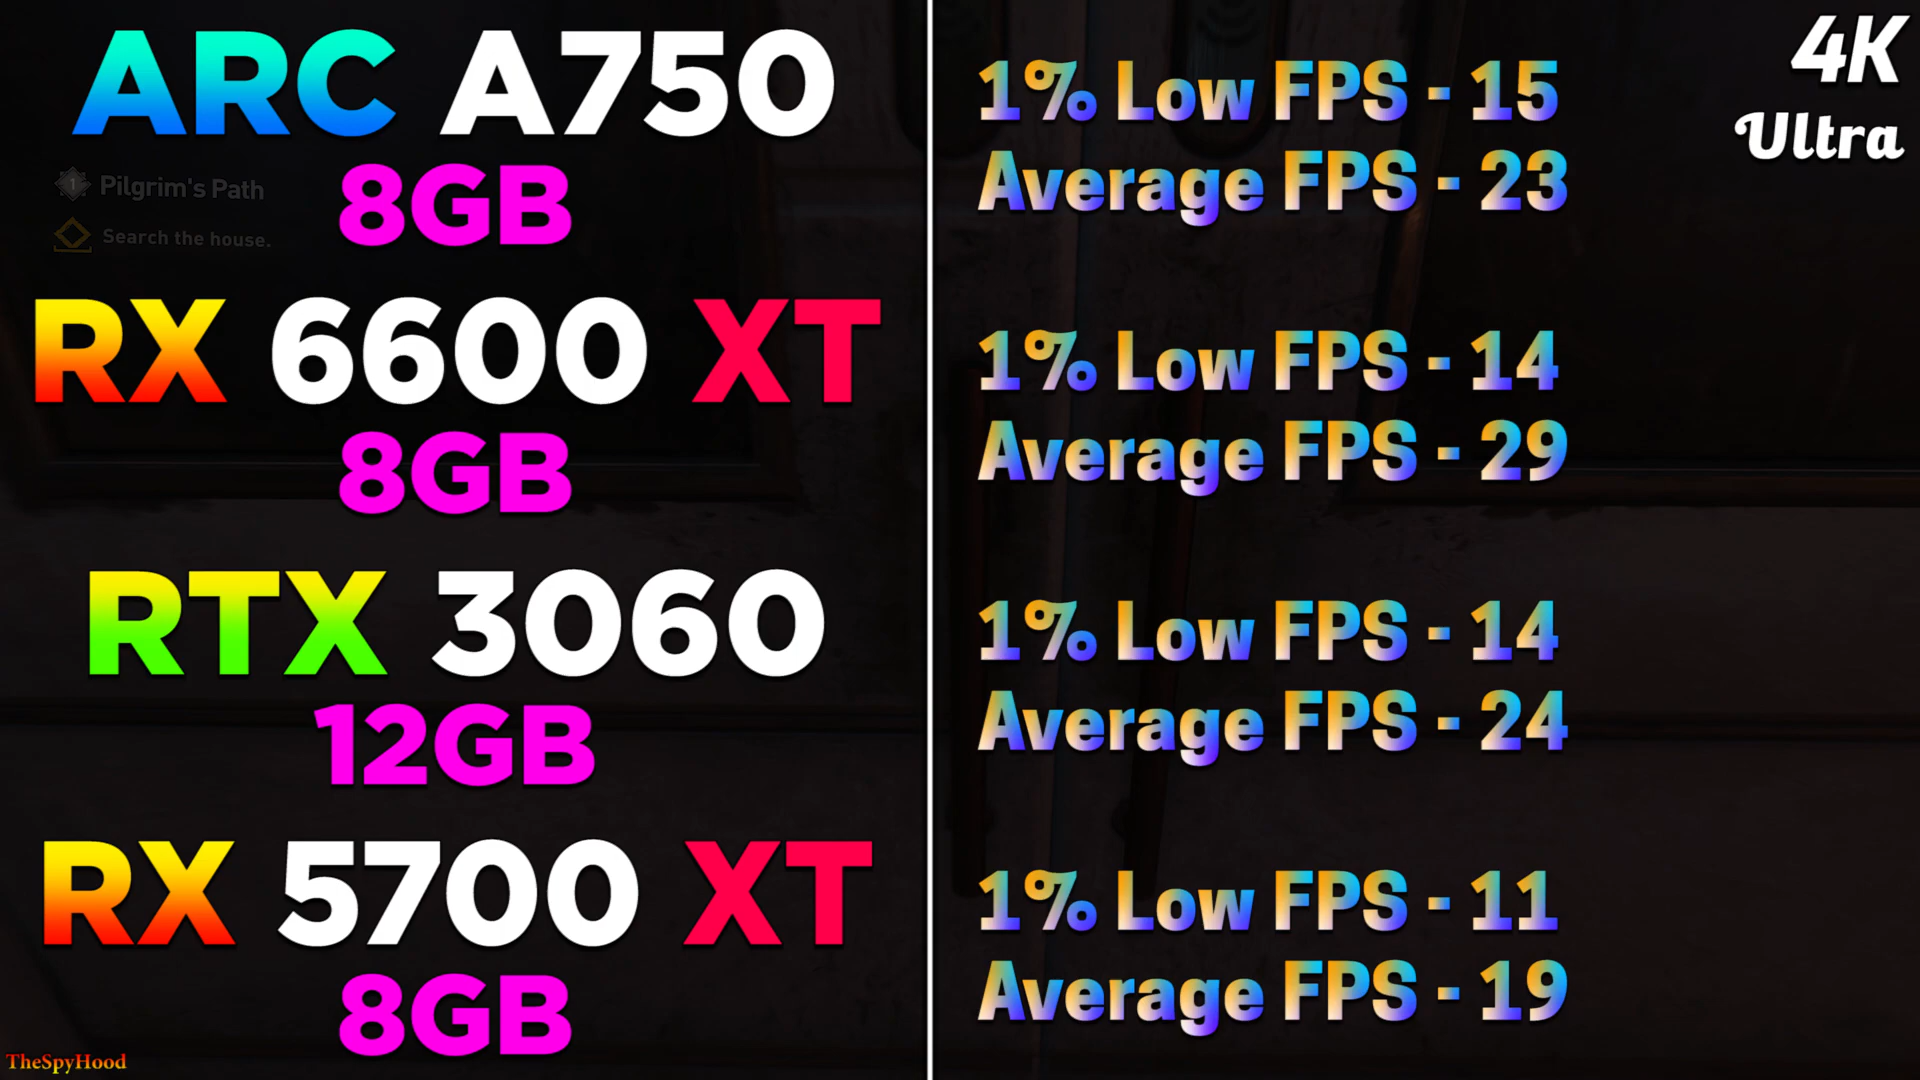 ARC A750
8GB
1% Low FPS - 15
Average FPS - 23
4K
Ultra
1
Pilgrim's Path
Search the house.
RX 6600 XT
8GB
1% Low FPS - 14
Average FPS - 29
RTX 3060
12GB
1% Low FPS - 14
Average FPS - 24
RX 5700 XT
8GB
1% Low FPS - 11
Average FPS - 19
TheSpyHood